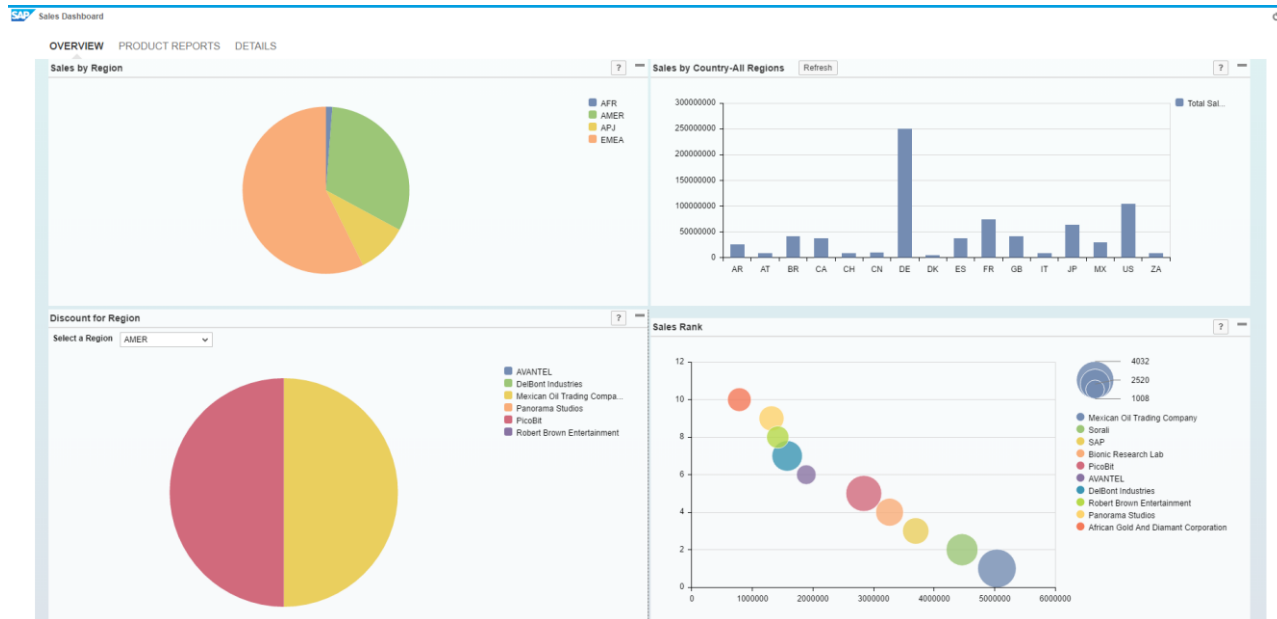 SAP Sales Dashboard
OVERVIEW PRODUCT REPORTS DETAILS
Sales by Region ?
AFR
AMER
APJ
EMEA
Sales by Country-All Regions Refresh ?
300000000
250000000
200000000
150000000
100000000
50000000
0
AR AT BR CA CH CN DE DK ES FR GB IT JP MX US ZA
Total Sal...
Discount for Region ?
Select a Region AMER
AVANTEL
DelBont Industries
Mexican Oil Trading Compa...
Panorama Studios
PicoBit
Robert Brown Entertainment
Sales Rank ?
12
10
8
6
4
2
0
0 1000000 2000000 3000000 4000000 5000000 6000000
4032
2520
1008
Mexican Oil Trading Company
Sorali
SAP
Bionic Research Lab
PicoBit
AVANTEL
DelBont Industries
Robert Brown Entertainment
Panorama Studios
African Gold And Diamant Corporation